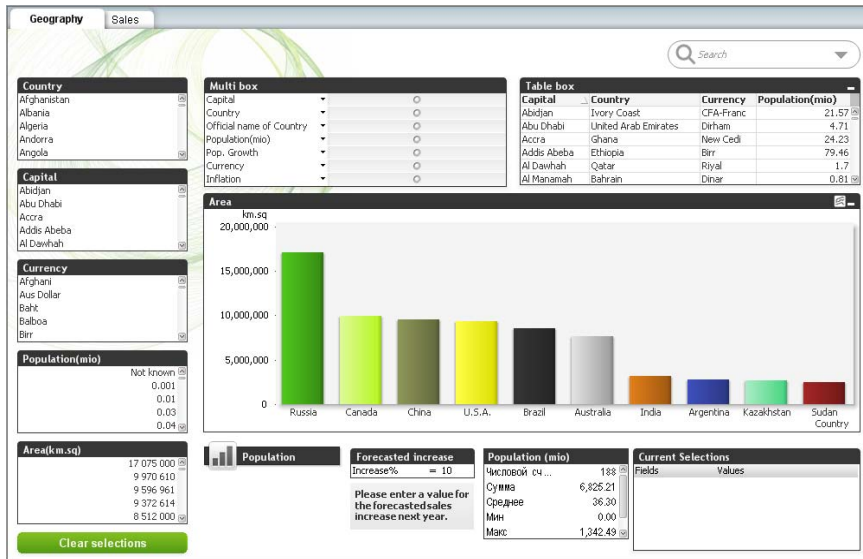 Geography Sales
Search
Country
Afghanistan
Albania
Algeria
Andorra
Angola
Capital
Abidjan
Abu Dhabi
Accra
Addis Abeba
Al Dawhah
Currency
Afghani
Aus Dollar
Baht
Balboa
Birr
Population(mio)
Not known
0.001
0.01
0.03
0.04
Area(km.sq)
17 075 000
9 970 610
9 596 961
9 372 614
8 512 000
Clear selections
Multi box
Capital
Country
Official name of Country
Population(mio)
Pop. Growth
Currency
Inflation
Table box
Capital Country Currency Population(mio)
Abidjan Ivory Coast CFA-Franc 21.57
Abu Dhabi United Arab Emirates Dirham 4.71
Accra Ghana New Cedi 24.23
Addis Abeba Ethiopia Birr 79.46
Al Dawhah Qatar Riyal 1.7
Al Manamah Bahrain Dinar 0.81
Area
km.sq
20,000,000
15,000,000
10,000,000
5,000,000
0
Russia Canada China U.S.A. Brazil Australia India Argentina Kazakhstan Sudan
Country
Population
Forecasted increase
Increase% = 10
Please enter a value for
the forecasted sales
increase next year.
Population (mio)
Числовой сч ... 188
Сумма 6,825.21
Среднее 36.30
Мин 0.00
Макс 1,342.49
Current Selections
Fields Values